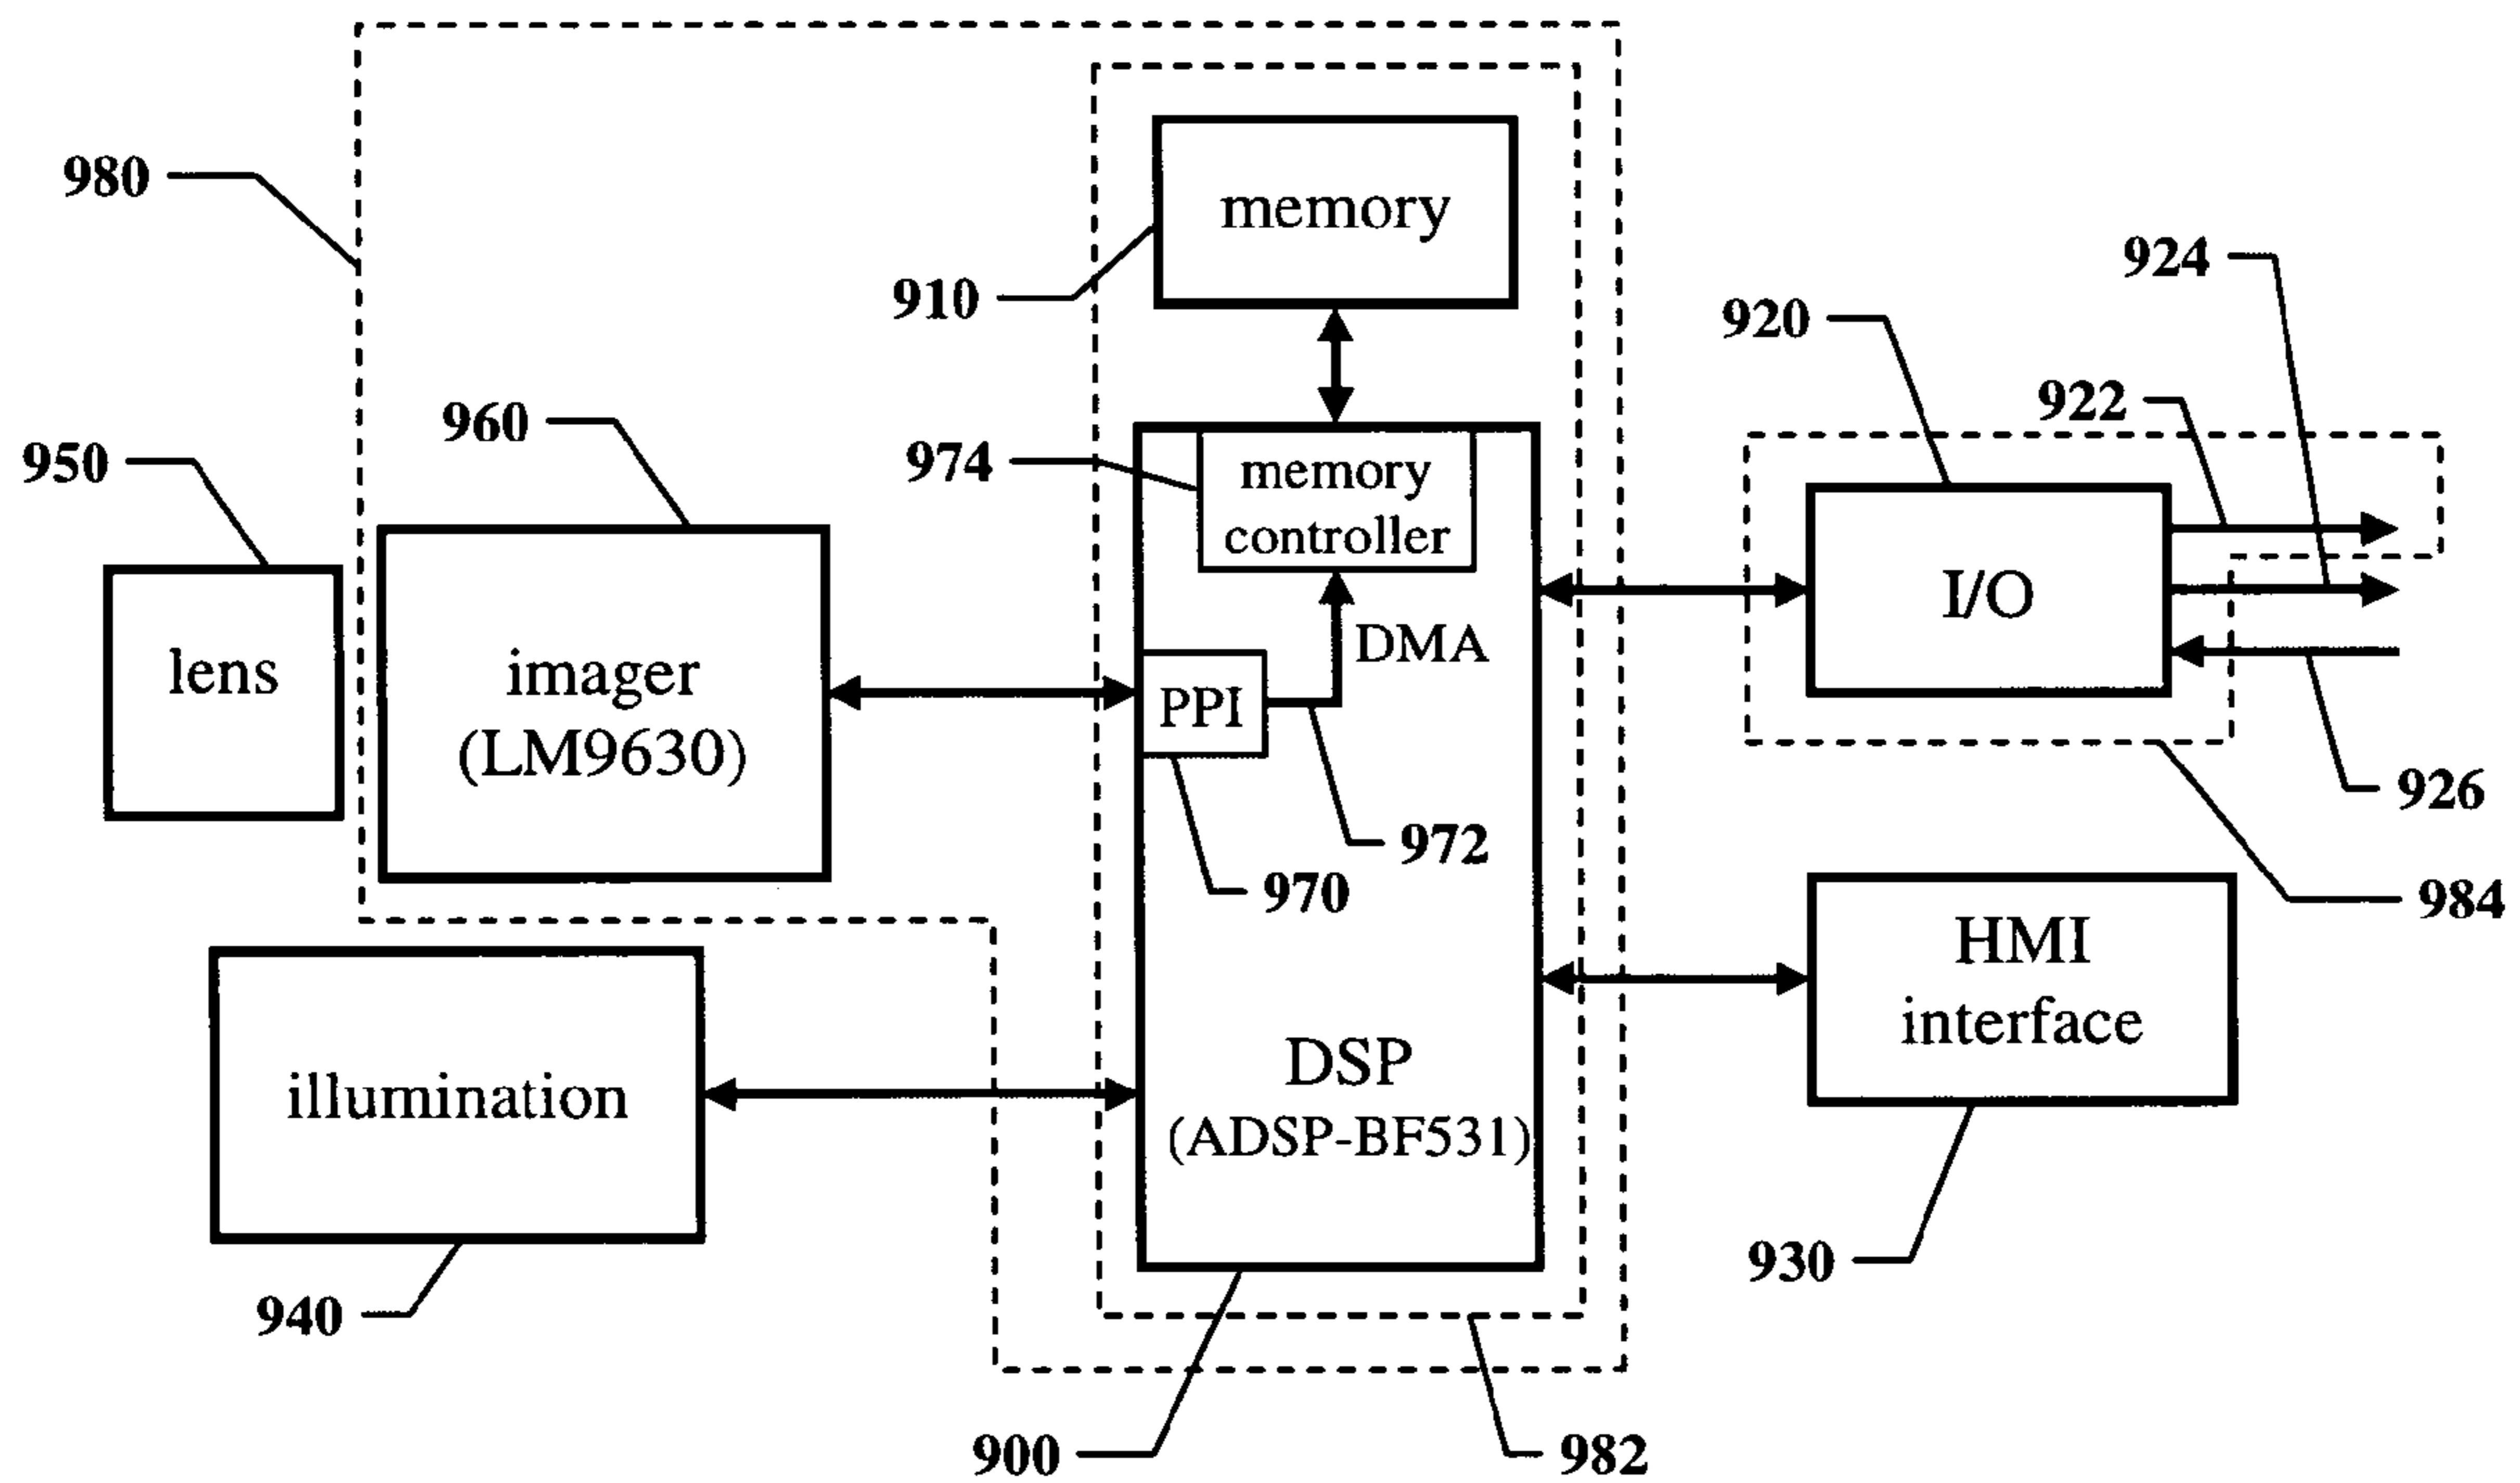 980
memory
910
924
920
922
960
974
memory
controller
950
I/O
DMA
lens
imager
(LM9630)
PPI
926
972
970
984
HMI
interface
DSP
(ADSP-BF531)
illumination
930
940
900
982